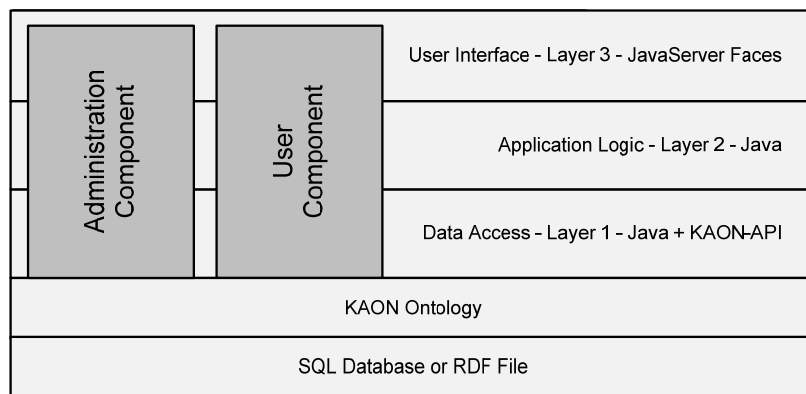 Administration
Component
User
Component
User Interface - Layer 3 - JavaServer Faces
Application Logic - Layer 2 - Java
Data Access - Layer 1 - Java + KAON-API
KAON Ontology
SQL Database or RDF File